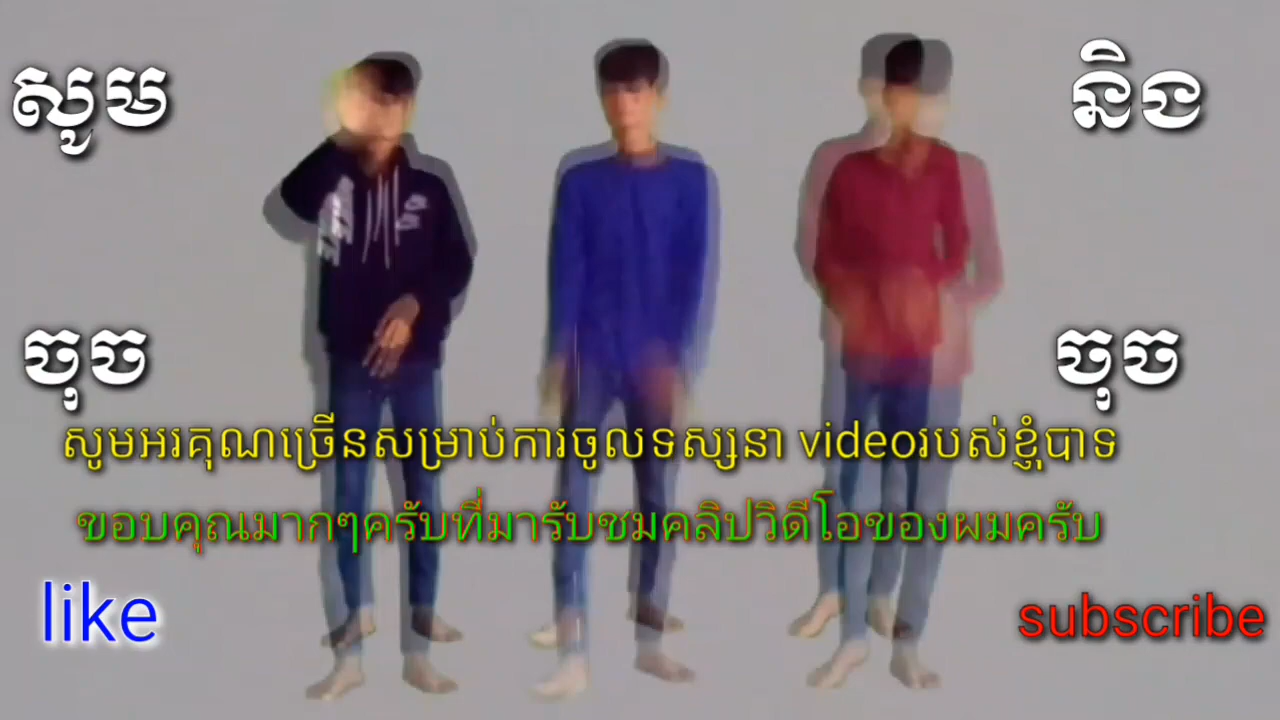 សូម និង
ចុច ចុច
សូមអរគុណច្រើនសម្រាប់ការចូលទស្សនា videoរបស់ខ្ញុំបាទ
ขอบคุณมากๆครับที่มารับชมคลิปวิดีโอของผมครับ
like subscribe